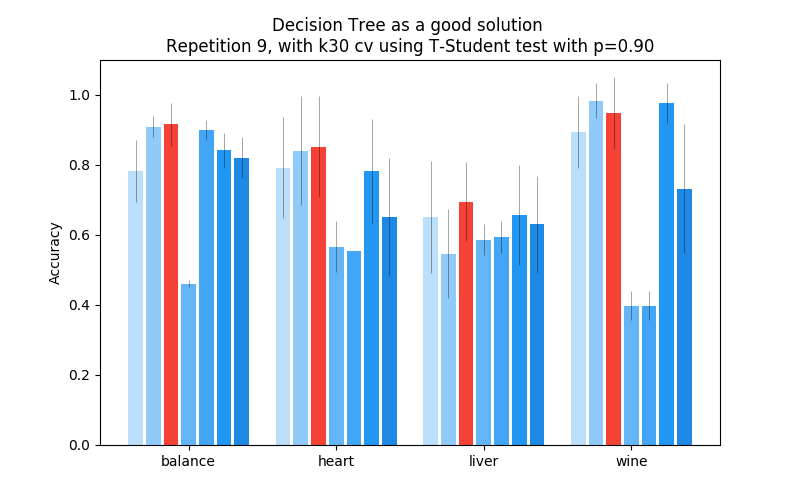 Decision Tree as a good solution
Repetition 9, with k30 cv using T-Student test with p=0.90
1.0
0.8
0.6
0.4
0.2
0.0
Accuracy
balance
heart
liver
wine